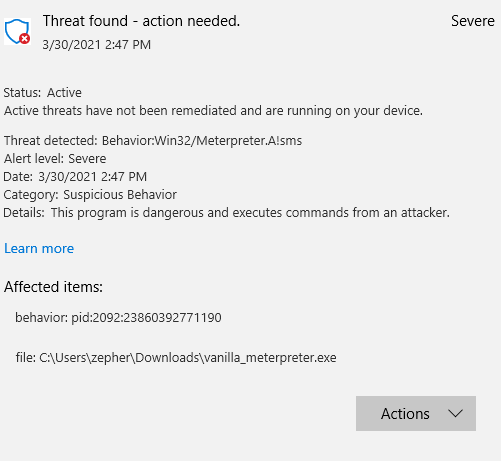 Threat found - action needed.
Severe
3/30/2021 2:47 PM
Status: Active
Active threats have not been remediated and are running on your device.
Threat detected: Behavior:Win32/Meterpreter.A!sms
Alert level: Severe
Date: 3/30/2021 2:47 PM
Category: Suspicious Behavior
Details: This program is dangerous and executes commands from an attacker.
Learn more
Affected items:
behavior: pid:2092:23860392771190
file: C:\Users\zepher\Downloads\vanilla_meterpreter.exe
Actions